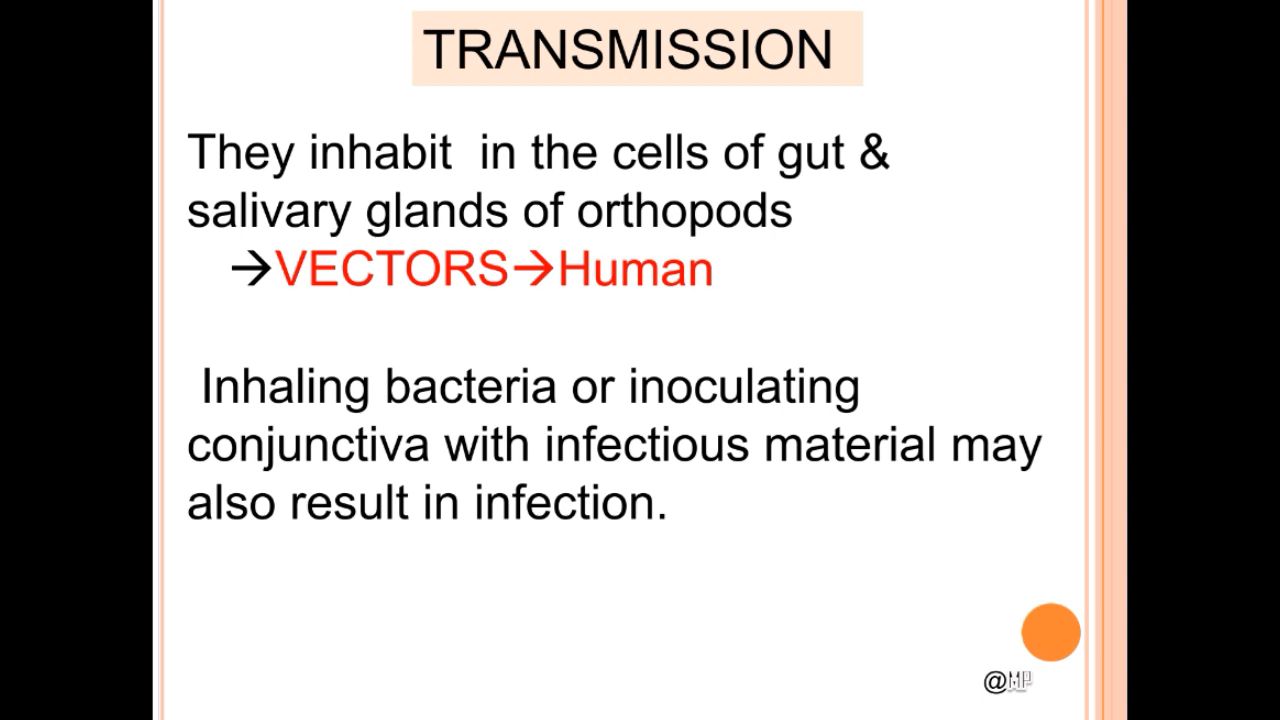 TRANSMISSION
They inhabit  in the cells of gut &
salivary glands of orthopods
→VECTORS→Human
Inhaling bacteria or inoculating
conjunctiva with infectious material may
also result in infection.
@MP